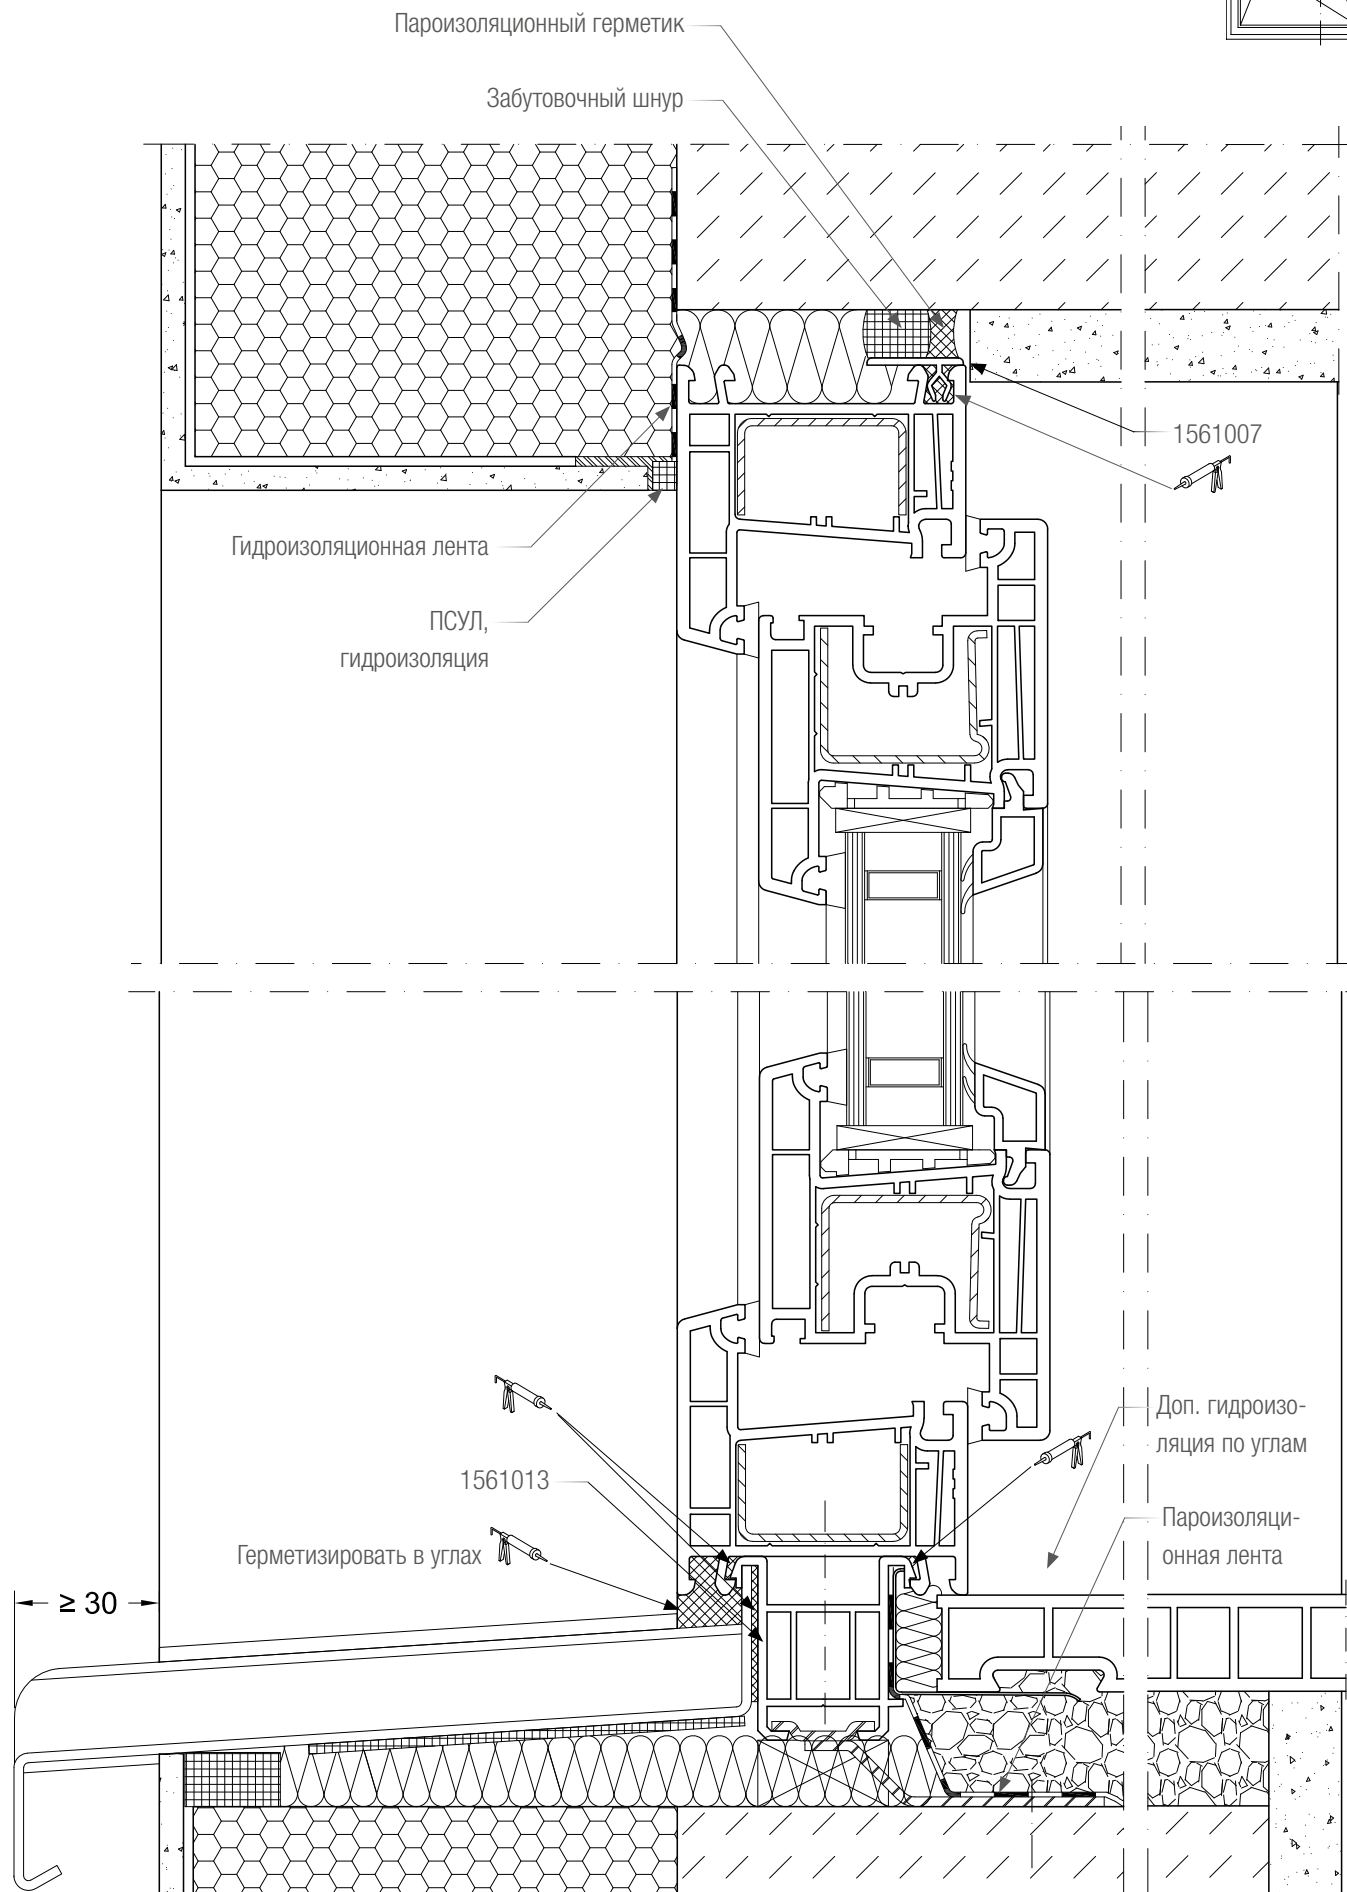 Пароизоляционный герметик
Забутовочный шнур
1561007
Гидроизоляционная лента
ПСУЛ,
гидроизоляция
Доп. гидроизо-
ляция по углам
1561013
Пароизоляци-
онная лента
Герметизировать в углах
≥ 30